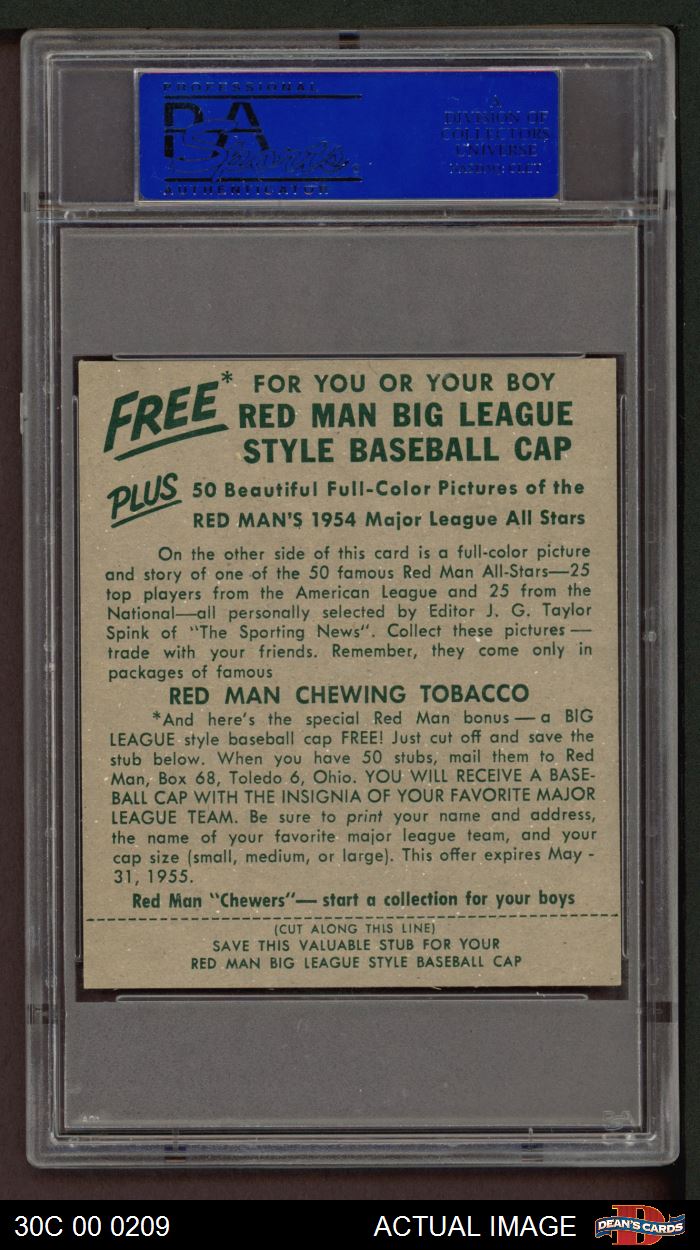 PROFESSIONAL
PSA
AUTHENTICATOR
A
DIVISION OF
COLLECTORS
UNIVERSE
NASDAQ: CLCT
FREE* FOR YOU OR YOUR BOY
RED MAN BIG LEAGUE
STYLE BASEBALL CAP
PLUS 50 Beautiful Full-Color Pictures of the
RED MAN'S 1954 Major League All Stars
On the other side of this card is a full-color picture
and story of one of the 50 famous Red Man All-Stars—25
top players from the American League and 25 from the
National—all personally selected by Editor J. G. Taylor
Spink of "The Sporting News". Collect these pictures —
trade with your friends. Remember, they come only in
packages of famous
RED MAN CHEWING TOBACCO
*And here's the special Red Man bonus — a BIG
LEAGUE style baseball cap FREE! Just cut off and save the
stub below. When you have 50 stubs, mail them to Red
Man, Box 68, Toledo 6, Ohio. YOU WILL RECEIVE A BASE-
BALL CAP WITH THE INSIGNIA OF YOUR FAVORITE MAJOR
LEAGUE TEAM. Be sure to print your name and address,
the name of your favorite major league team, and your
cap size (small, medium, or large). This offer expires May -
31, 1955.
Red Man "Chewers"— start a collection for your boys
(CUT ALONG THIS LINE)
SAVE THIS VALUABLE STUB FOR YOUR
RED MAN BIG LEAGUE STYLE BASEBALL CAP
30C 00 0209 ACTUAL IMAGE DEAN'S CARDS